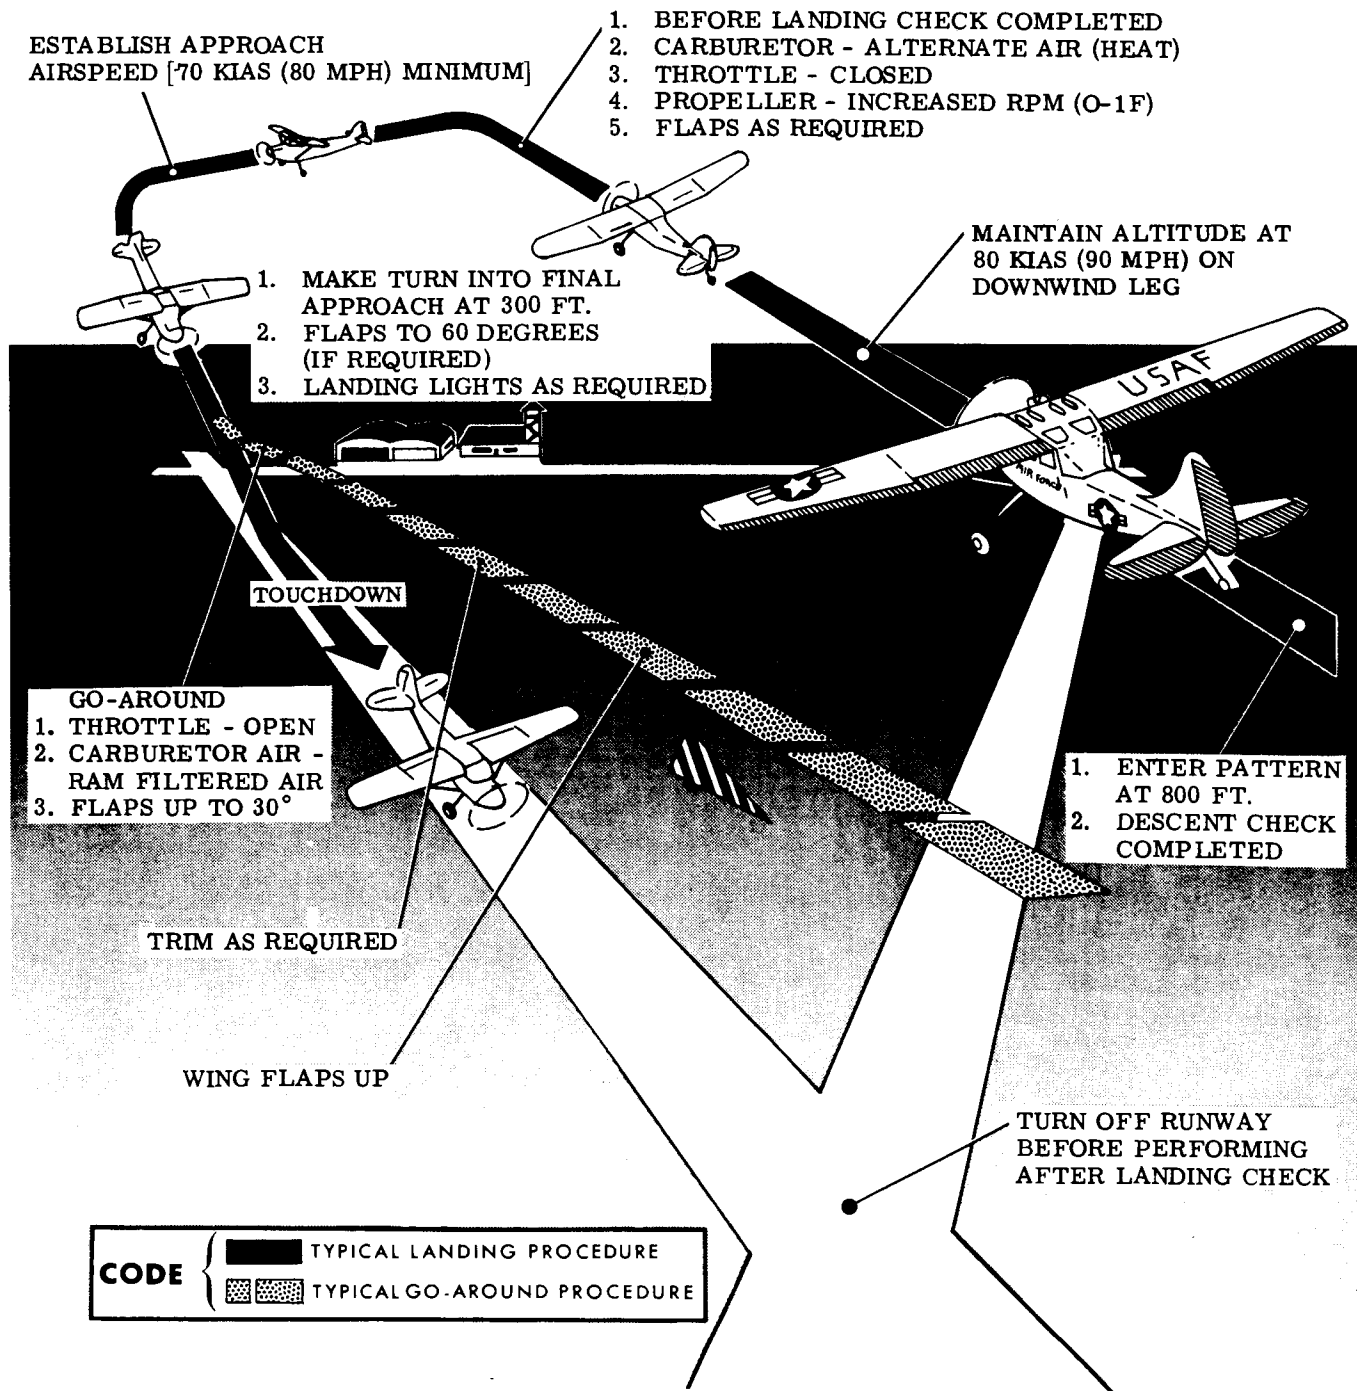 ESTABLISH APPROACH
AIRSPEED [70 KIAS (80 MPH) MINIMUM]
1. BEFORE LANDING CHECK COMPLETED
2. CARBURETOR - ALTERNATE AIR (HEAT)
3. THROTTLE - CLOSED
4. PROPELLER - INCREASED RPM (O-1F)
5. FLAPS AS REQUIRED
MAINTAIN ALTITUDE AT
80 KIAS (90 MPH) ON
DOWNWIND LEG
1. MAKE TURN INTO FINAL
APPROACH AT 300 FT.
2. FLAPS TO 60 DEGREES
(IF REQUIRED)
3. LANDING LIGHTS AS REQUIRED
USAF
AIR FORCE
TOUCHDOWN
GO-AROUND
1. THROTTLE - OPEN
2. CARBURETOR AIR -
RAM FILTERED AIR
3. FLAPS UP TO 30°
1. ENTER PATTERN
AT 800 FT.
2. DESCENT CHECK
COMPLETED
TRIM AS REQUIRED
WING FLAPS UP
TURN OFF RUNWAY
BEFORE PERFORMING
AFTER LANDING CHECK
CODE
TYPICAL LANDING PROCEDURE
TYPICAL GO-AROUND PROCEDURE